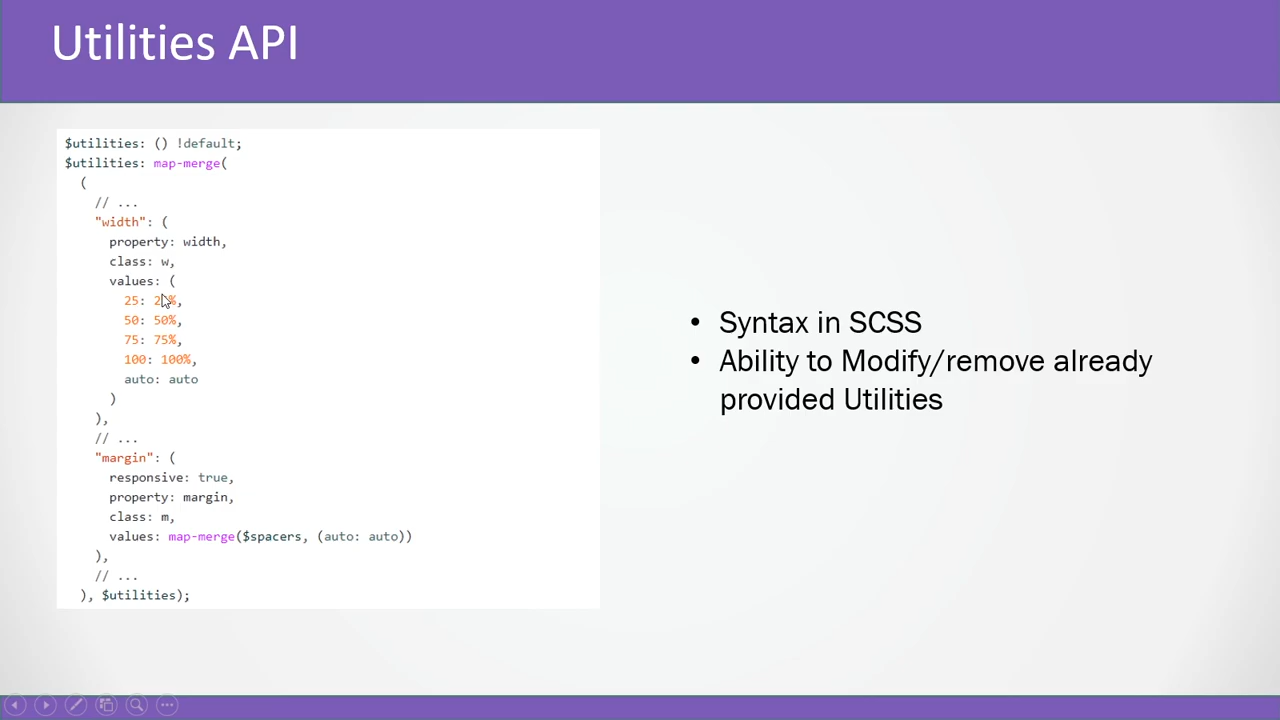 Utilities API
$utilities: () !default;
$utilities: map-merge(
  (
    // ...
    "width": (
      property: width,
      class: w,
      values: (
        25: 25%,
        50: 50%,
        75: 75%,
        100: 100%,
        auto: auto
      )
    ),
    // ...
    "margin": (
      responsive: true,
      property: margin,
      class: m,
      values: map-merge($spacers, (auto: auto))
    ),
    // ...
  ), $utilities);
• Syntax in SCSS
• Ability to Modify/remove already
provided Utilities